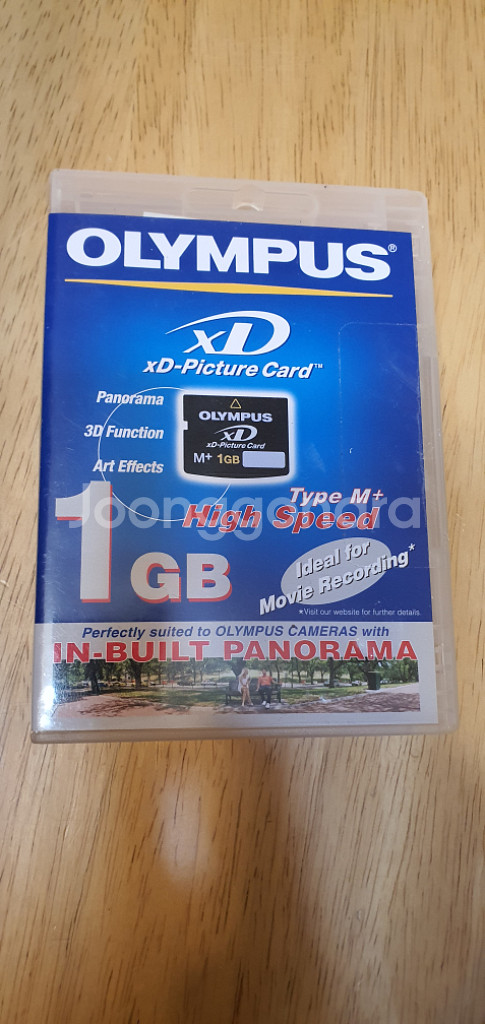 OLYMPUS®
xD
xD-Picture Card™
Panorama
3D Function
Art Effects
OLYMPUS
xD
xD-Picture Card
M+ 1GB
Type M+
High Speed
Joonggonara
1GB
Ideal for
Movie Recording*
*Visit our website for further details.
Perfectly suited to OLYMPUS CAMERAS with
IN-BUILT PANORAMA